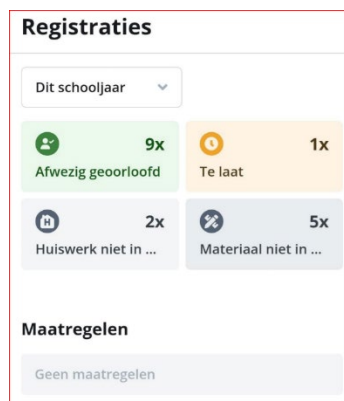 Registraties
Dit schooljaar
9x
Afwezig geoorloofd
1x
Te laat
H
2x
Huiswerk niet in ...
5x
Materiaal niet in ...
Maatregelen
Geen maatregelen